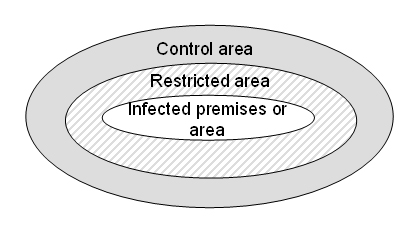 Control area
Restricted area
Infected premises or
area